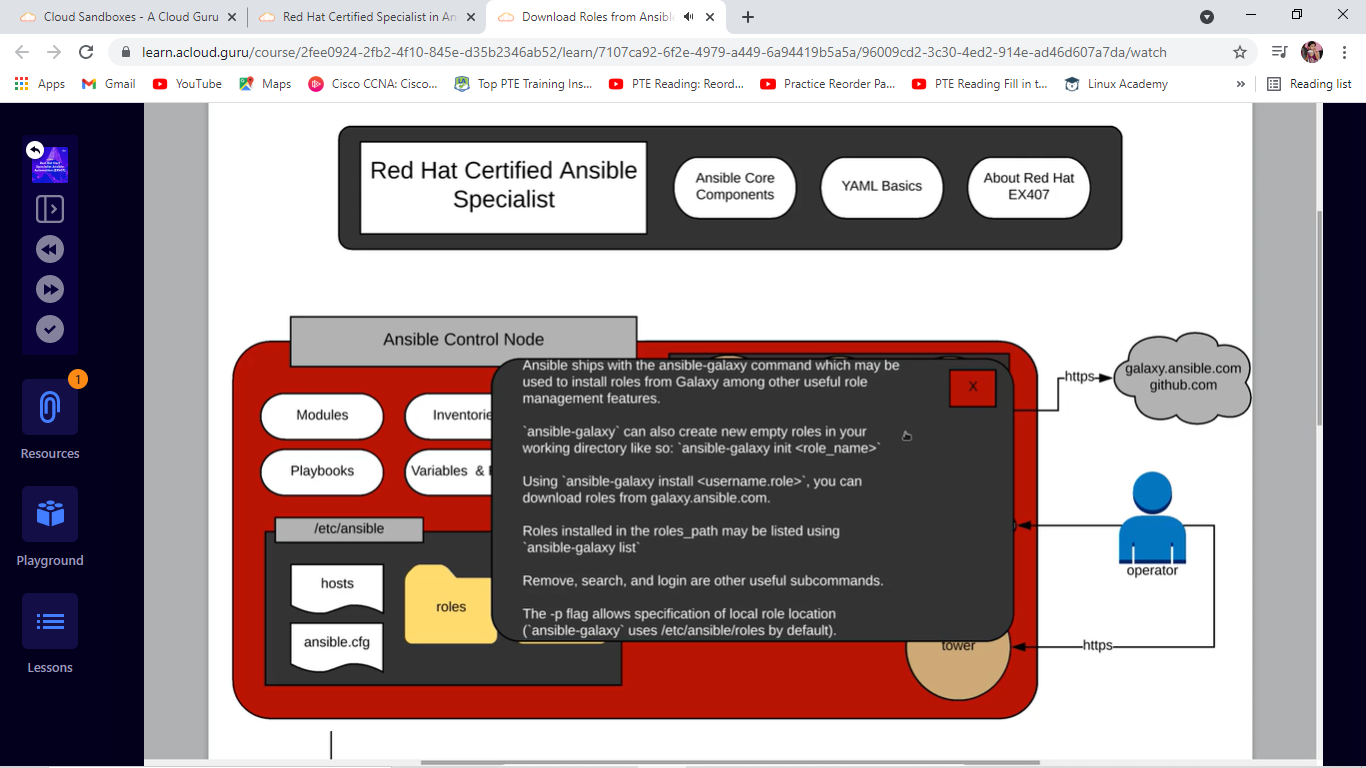 Cloud Sandboxes - A Cloud Guru
Red Hat Certified Specialist in An
Download Roles from Ansib
learn.acloud.guru/course/2fee0924-2fb2-4f10-845e-d35b2346ab52/learn/7107ca92-6f2e-4979-a449-6a94419b5a5a/96009cd2-3c30-4ed2-914e-ad46d607a7da/watch
Apps
Gmail
YouTube
Maps
Cisco CCNA: Cisco...
Top PTE Training Ins...
PTE Reading: Reord...
Practice Reorder Pa...
PTE Reading Fill in t...
Linux Academy
»
Reading list
1
Resources
Playground
Lessons
Red Hat Certified Ansible
Specialist
Ansible Core
Components
YAML Basics
About Red Hat
EX407
Ansible Control Node
Modules
Inventorie
Playbooks
Variables &
/etc/ansible
hosts
ansible.cfg
roles
Ansible ships with the ansible-galaxy command which may be
used to install roles from Galaxy among other useful role
management features.
`ansible-galaxy` can also create new empty roles in your
working directory like so: `ansible-galaxy init <role_name>`
Using `ansible-galaxy install <username.role>`, you can
download roles from galaxy.ansible.com.
Roles installed in the roles_path may be listed using
`ansible-galaxy list`
Remove, search, and login are other useful subcommands.
The -p flag allows specification of local role location
(`ansible-galaxy` uses /etc/ansible/roles by default).
X
https
galaxy.ansible.com
github.com
operator
tower
https